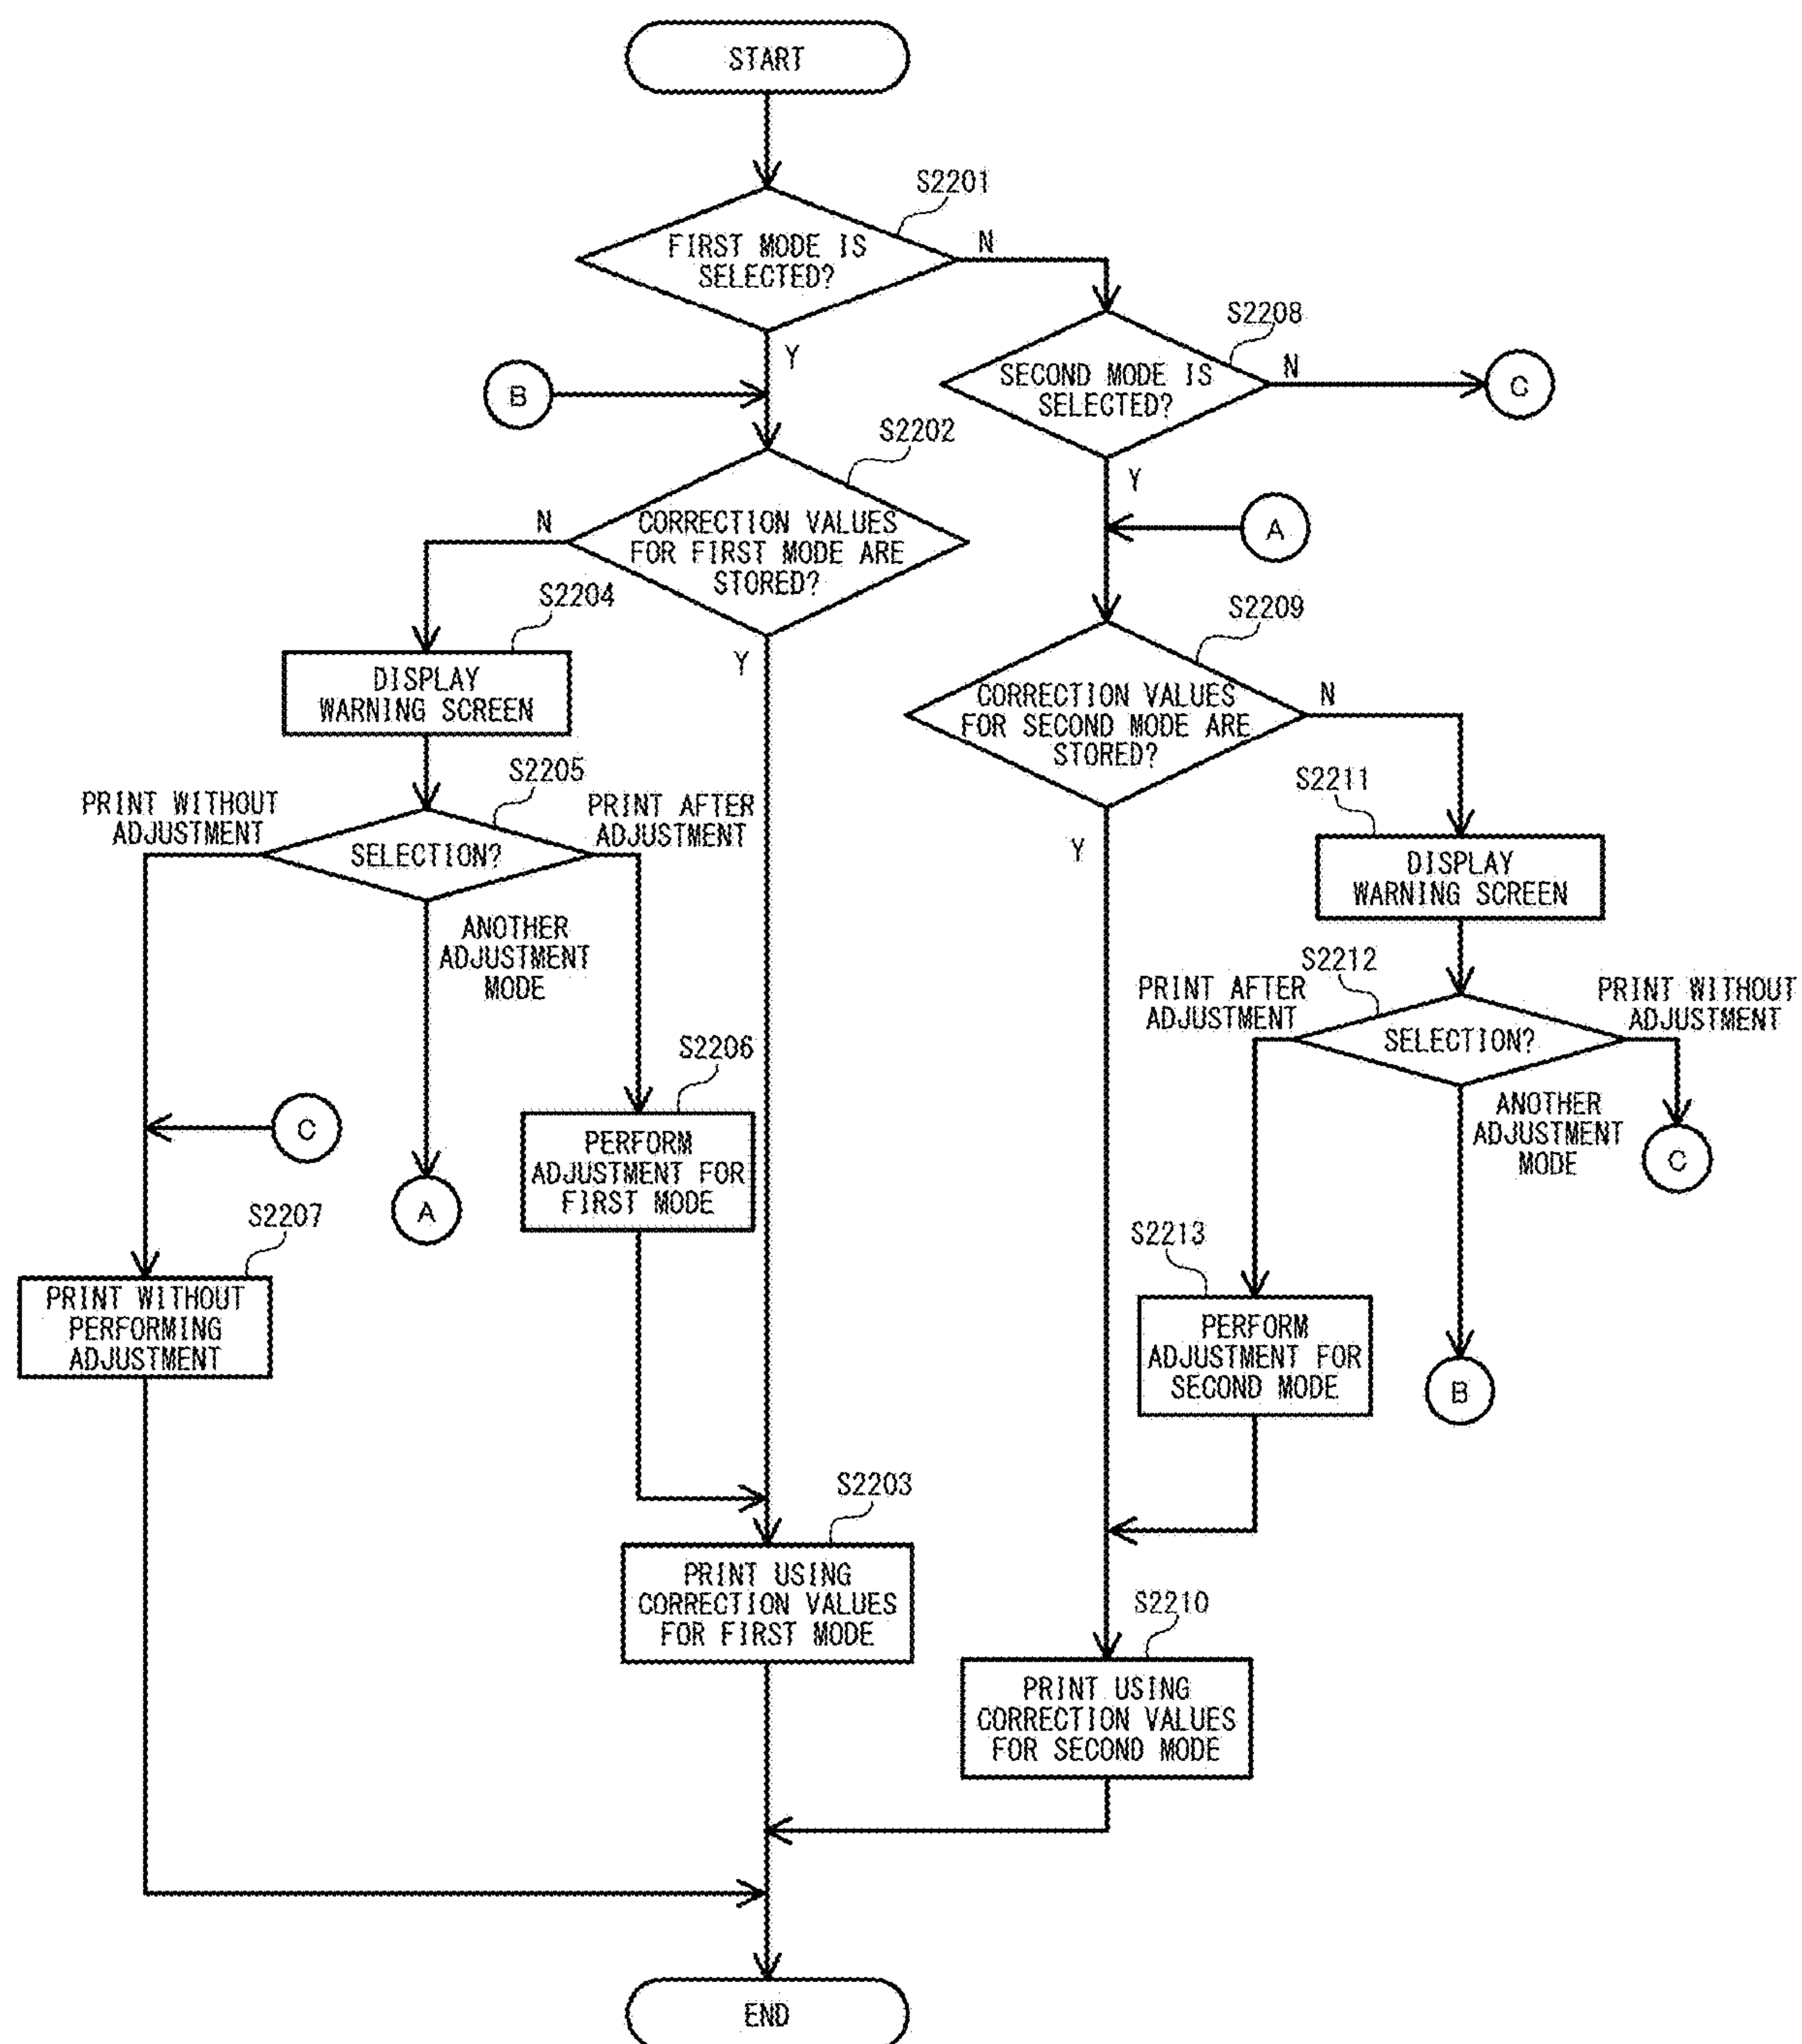 START
S2201
FIRST MODE IS
SELECTED?
N
Y
S2208
SECOND MODE IS
SELECTED?
N
C
Y
B
A
S2202
CORRECTION VALUES
FOR FIRST MODE ARE
STORED?
N
Y
S2204
DISPLAY
WARNING SCREEN
S2209
CORRECTION VALUES
FOR SECOND MODE ARE
STORED?
N
Y
S2205
PRINT WITHOUT
ADJUSTMENT
SELECTION?
PRINT AFTER
ADJUSTMENT
ANOTHER
ADJUSTMENT
MODE
S2211
DISPLAY
WARNING SCREEN
S2212
PRINT AFTER
ADJUSTMENT
SELECTION?
PRINT WITHOUT
ADJUSTMENT
ANOTHER
ADJUSTMENT
MODE
C
C
A
S2206
PERFORM
ADJUSTMENT FOR
FIRST MODE
S2207
PRINT WITHOUT
PERFORMING
ADJUSTMENT
S2213
PERFORM
ADJUSTMENT FOR
SECOND MODE
B
S2203
PRINT USING
CORRECTION VALUES
FOR FIRST MODE
S2210
PRINT USING
CORRECTION VALUES
FOR SECOND MODE
END